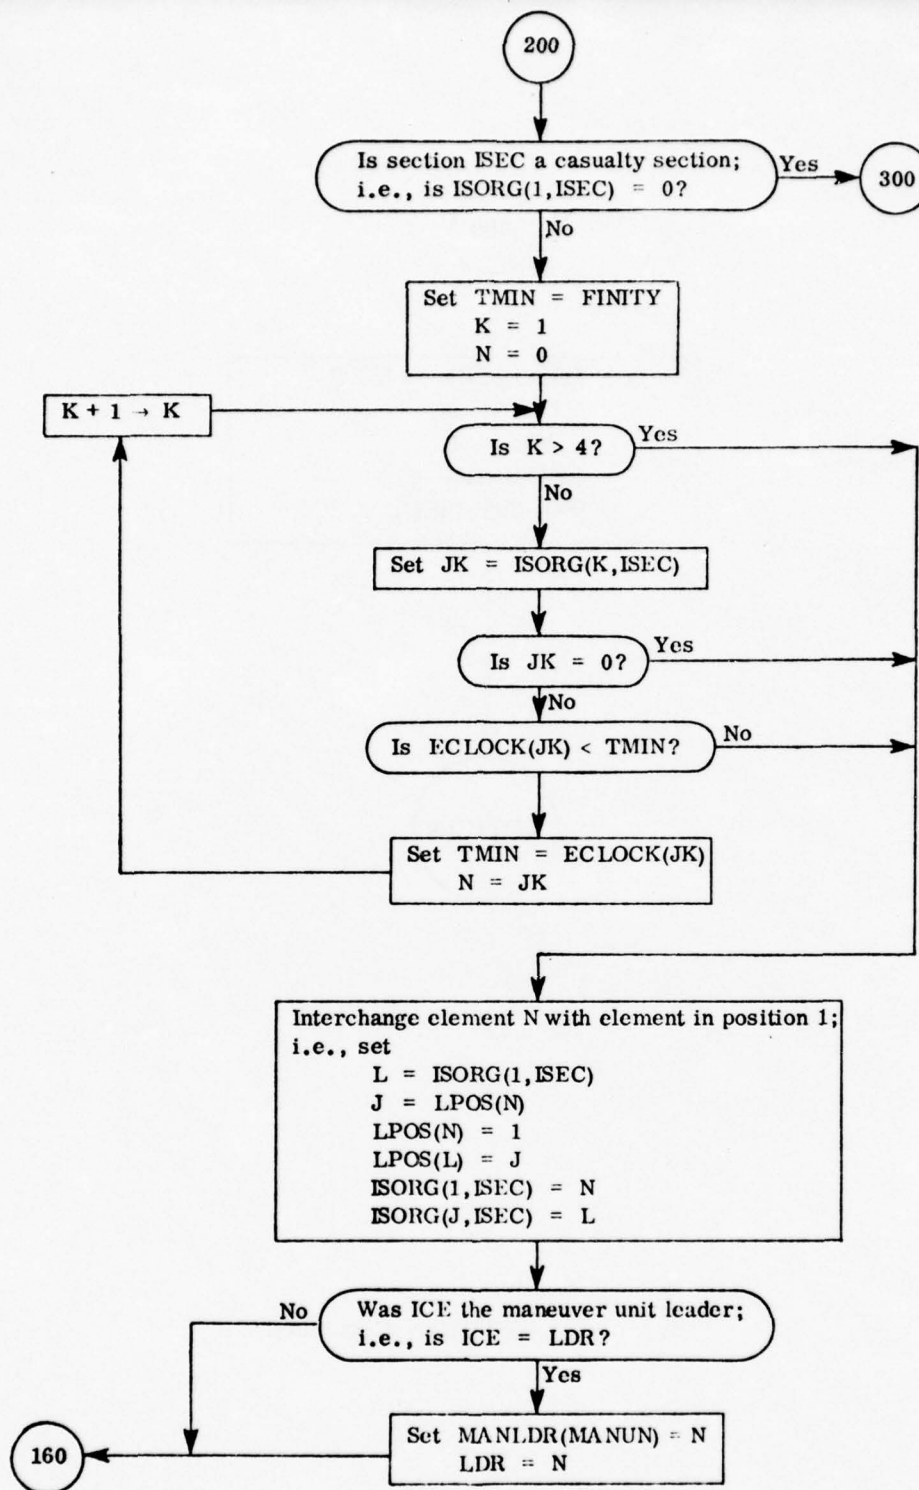 200
Is section ISEC a casualty section;
i.e., is ISORG(1,ISEC) = 0?
Yes
300
No
Set TMIN = FINITY
K = 1
N = 0
K + 1 → K
Is K > 4?
Yes
No
Set JK = ISORG(K,ISEC)
Is JK = 0?
Yes
No
Is ECLOCK(JK) < TMIN?
No
Set TMIN = ECLOCK(JK)
N = JK
Interchange element N with element in position 1;
i.e., set
L = ISORG(1,ISEC)
J = LPOS(N)
LPOS(N) = 1
LPOS(L) = J
ISORG(1,ISEC) = N
ISORG(J,ISEC) = L
No
Was ICE the maneuver unit leader;
i.e., is ICE = LDR?
Yes
Set MANLDR(MANUN) = N
LDR = N
160